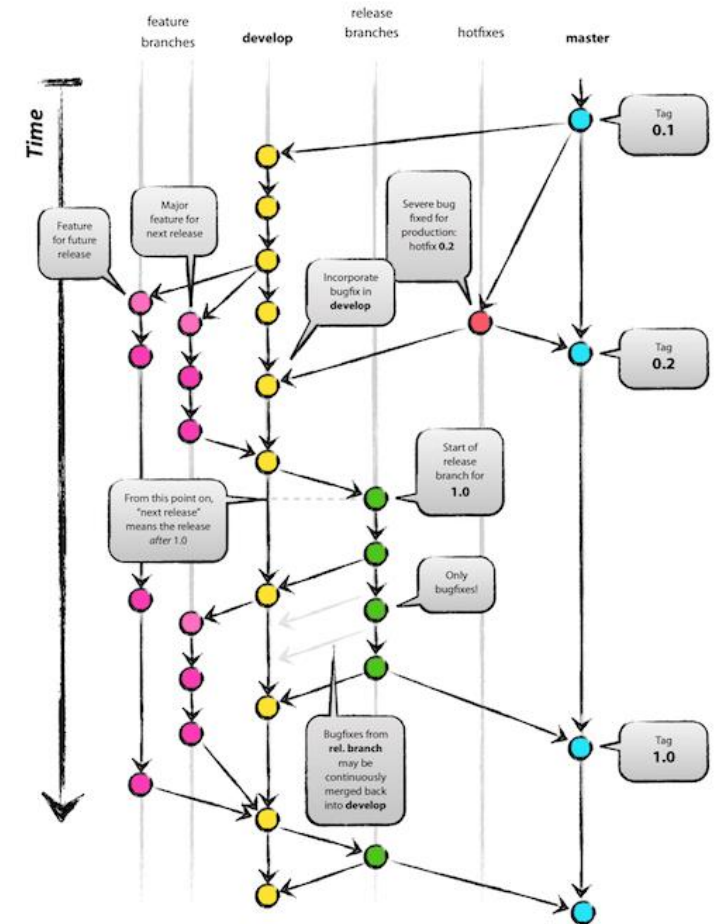 feature
branches
develop
release
branches
hotfixes
master
Time
Tag
0.1
Feature
for future
release
Major
feature for
next release
Severe bug
fixed for
production:
hotfix 0.2
Incorporate
bugfix in
develop
Tag
0.2
Start of
release
branch for
1.0
From this point on,
“next release”
means the release
after 1.0
Only
bugfixes!
Bugfixes from
rel. branch
may be
continuously
merged back
into develop
Tag
1.0